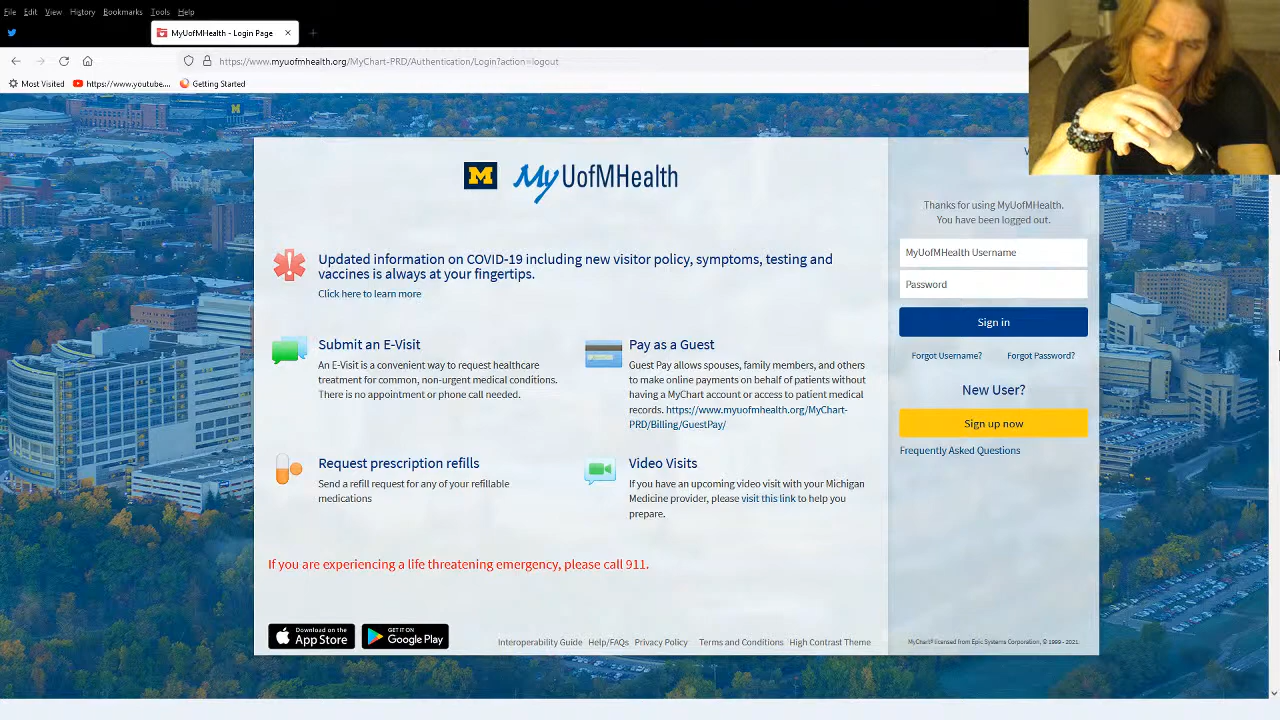 File Edit View History Bookmarks Tools Help
MyUofMHealth - Login Page
https://www.myuofmhealth.org/MyChart-PRD/Authentication/Login?action=logout
Most Visited https://www.youtube.... Getting Started
M
M My UofMHealth
Updated information on COVID-19 including new visitor policy, symptoms, testing and
vaccines is always at your fingertips.
Click here to learn more
Submit an E-Visit
An E-Visit is a convenient way to request healthcare
treatment for common, non-urgent medical conditions.
There is no appointment or phone call needed.
Pay as a Guest
Guest Pay allows spouses, family members, and others
to make online payments on behalf of patients without
having a MyChart account or access to patient medical
records. https://www.myuofmhealth.org/MyChart-
PRD/Billing/GuestPay/
Request prescription refills
Send a refill request for any of your refillable
medications
Video Visits
If you have an upcoming video visit with your Michigan
Medicine provider, please visit this link to help you
prepare.
If you are experiencing a life threatening emergency, please call 911.
Download on the
App Store
GET IT ON
Google Play
Interoperability Guide Help/FAQs Privacy Policy Terms and Conditions High Contrast Theme
Thanks for using MyUofMHealth.
You have been logged out.
MyUofMHealth Username
Password
Sign in
Forgot Username? Forgot Password?
New User?
Sign up now
Frequently Asked Questions
MyChart® licensed from Epic Systems Corporation, © 1999 - 2021.